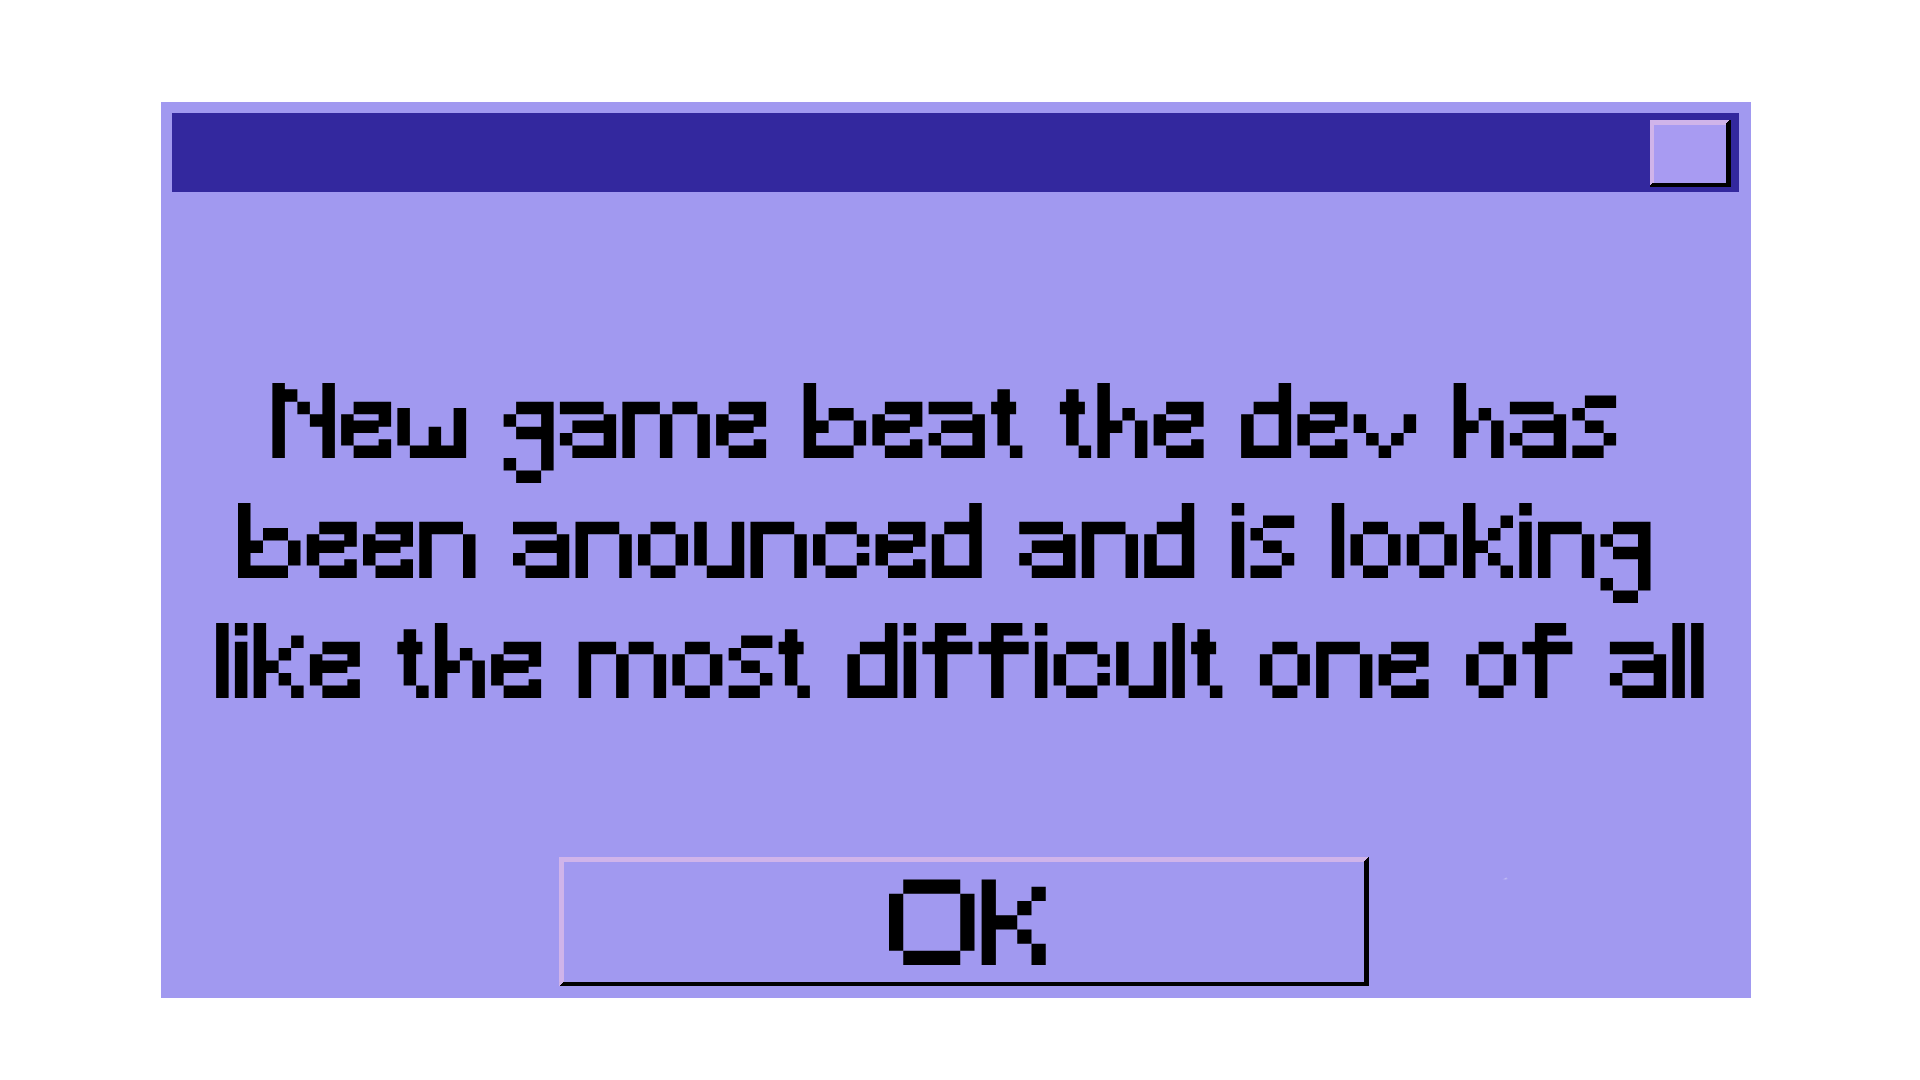 New game beat the dev has
been anounced and is looking
like the most difficult one of all
OK